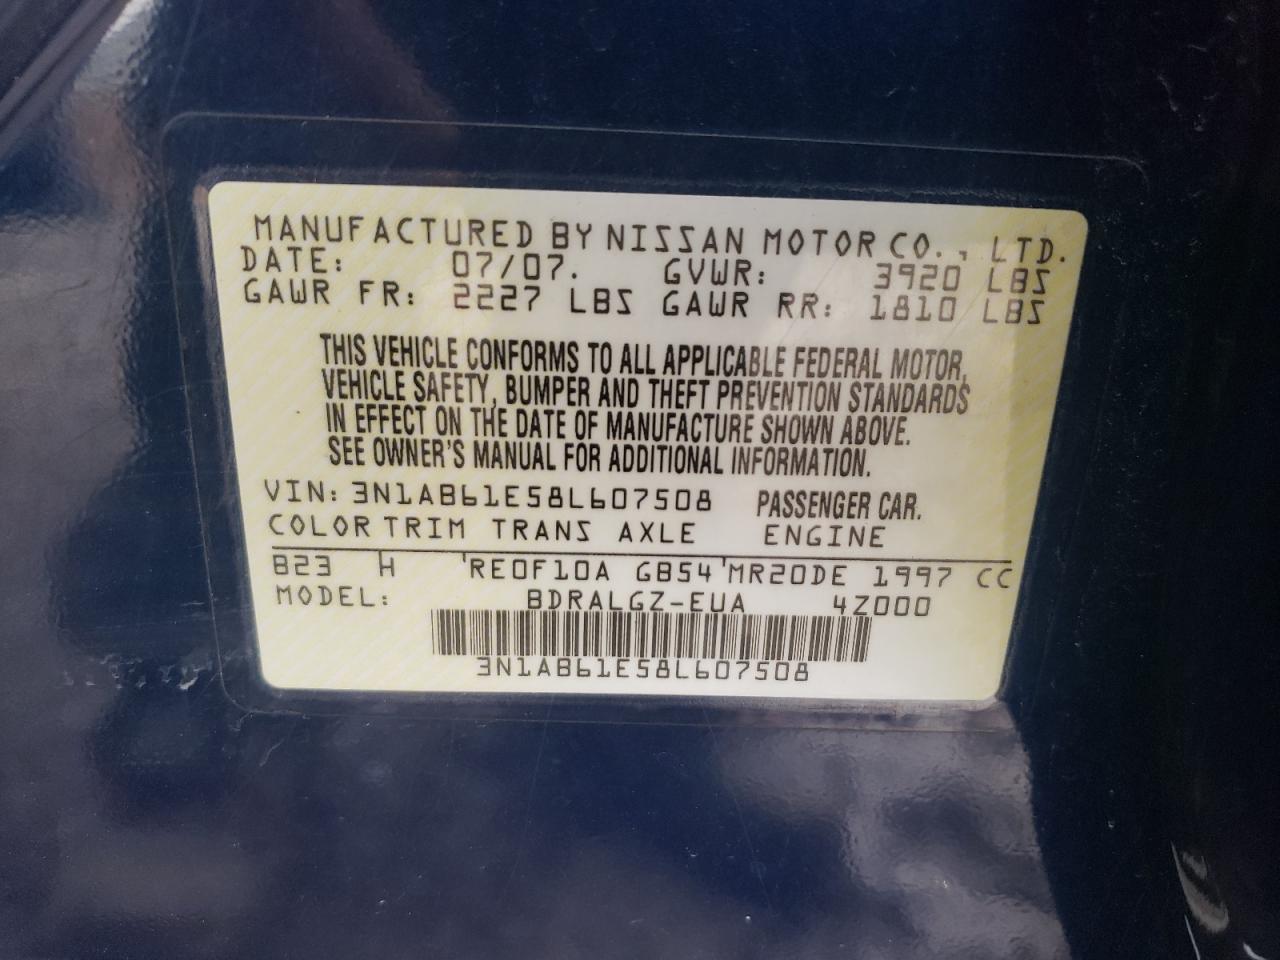 MANUFACTURED BY NISSAN MOTOR CO., LTD.
DATE: 07/07. GVWR: 3920 LBS
GAWR FR: 2227 LBS GAWR RR: 1810 LBS
THIS VEHICLE CONFORMS TO ALL APPLICABLE FEDERAL MOTOR,
VEHICLE SAFETY, BUMPER AND THEFT PREVENTION STANDARDS
IN EFFECT ON THE DATE OF MANUFACTURE SHOWN ABOVE.
SEE OWNER'S MANUAL FOR ADDITIONAL INFORMATION.
VIN: 3N1AB61E58L607508 PASSENGER CAR.
COLOR TRIM TRANS AXLE ENGINE
B23 H 'RE0F10A GB54'MR20DE 1997 CC
MODEL: BDRALGZ-EUA 4Z000
3N1AB61E58L607508